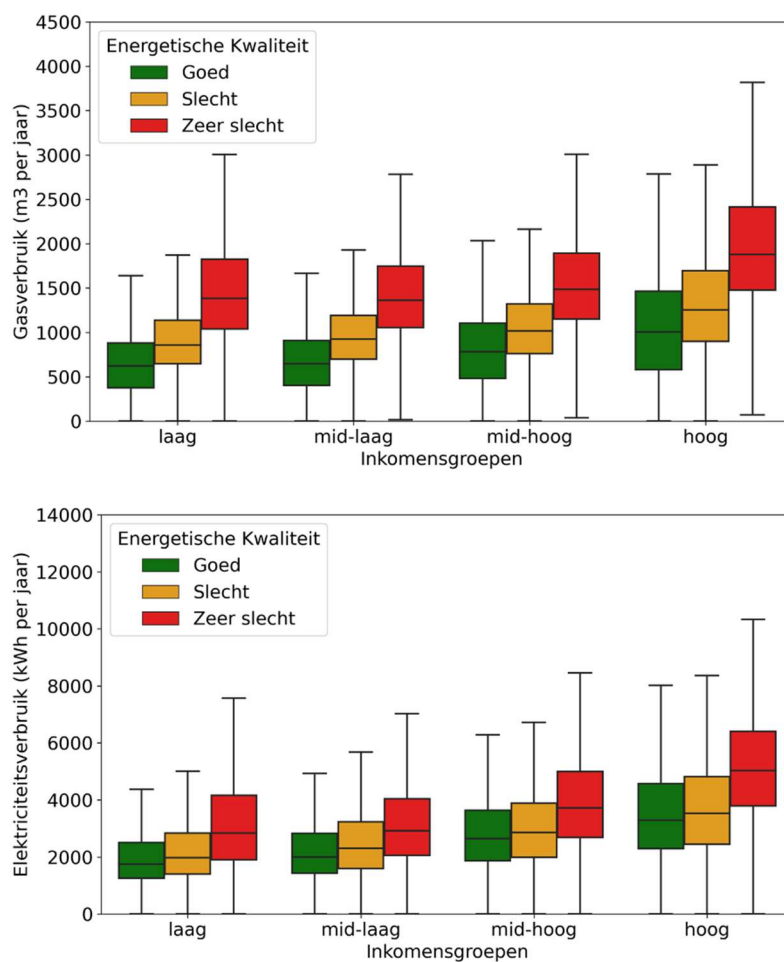 4500
4000
3500
3000
2500
2000
1500
1000
500
0
Gasverbruik (m3 per jaar)
Energetische Kwaliteit
Goed
Slecht
Zeer slecht
laag mid-laag mid-hoog hoog
Inkomensgroepen
14000
12000
10000
8000
6000
4000
2000
0
Elektriciteitsverbruik (kWh per jaar)
Energetische Kwaliteit
Goed
Slecht
Zeer slecht
laag mid-laag mid-hoog hoog
Inkomensgroepen